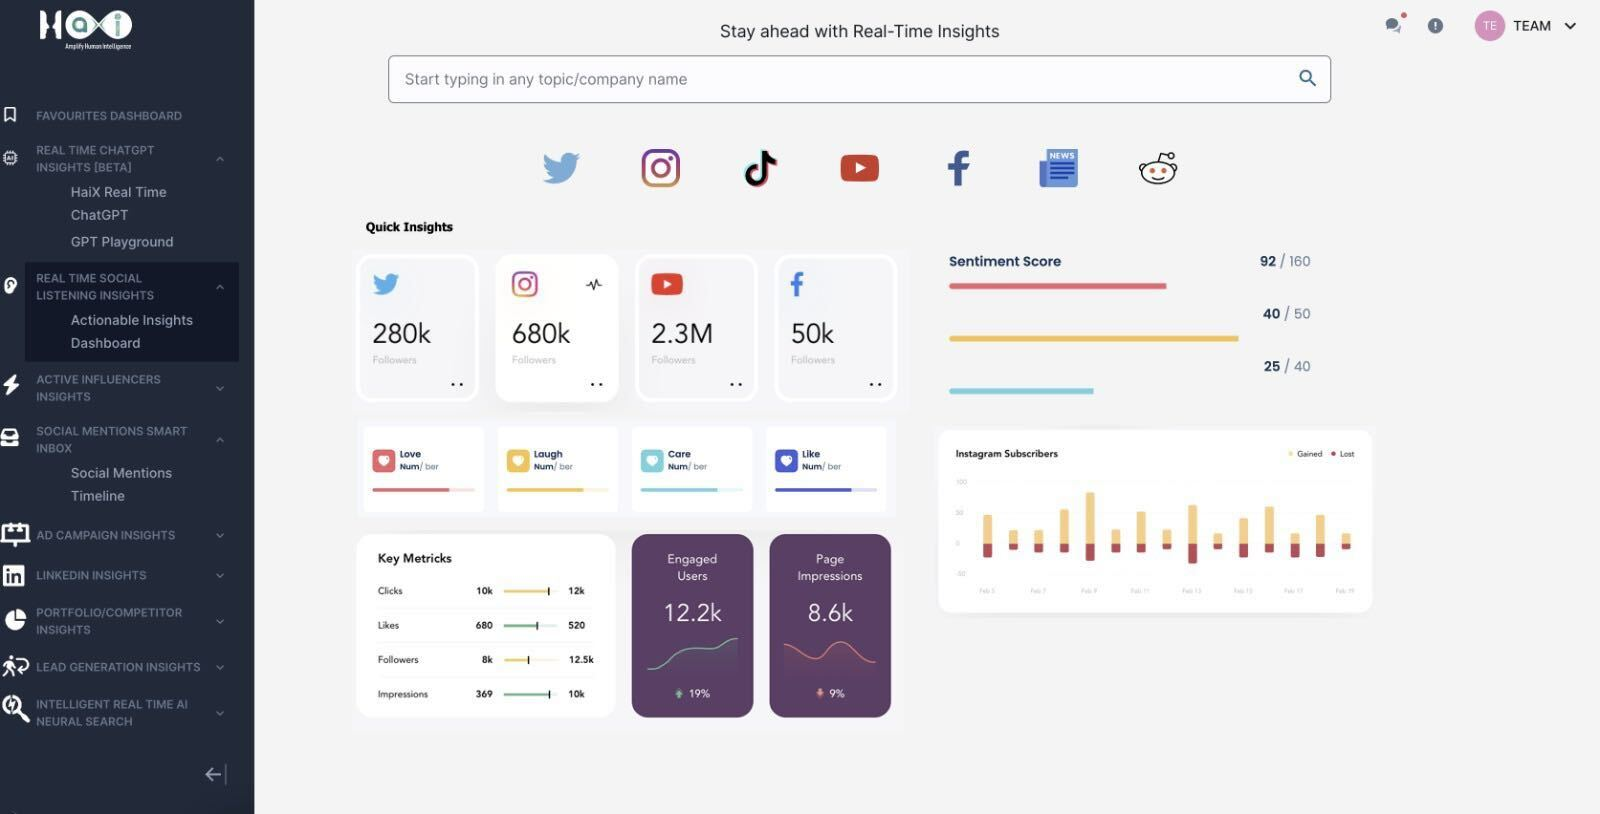 Haxi
Amplify Human Intelligence
FAVOURITES DASHBOARD
REAL TIME CHATGPT
INSIGHTS [BETA]
HaiX Real Time
ChatGPT
GPT Playground
REAL TIME SOCIAL
LISTENING INSIGHTS
Actionable Insights
Dashboard
ACTIVE INFLUENCERS
INSIGHTS
SOCIAL MENTIONS SMART
INBOX
Social Mentions
Timeline
AD CAMPAIGN INSIGHTS
LINKEDIN INSIGHTS
PORTFOLIO/COMPETITOR
INSIGHTS
LEAD GENERATION INSIGHTS
INTELLIGENT REAL TIME AI
NEURAL SEARCH
Stay ahead with Real-Time Insights
TE TEAM
Start typing in any topic/company name
NEWS
Quick Insights
280k
Followers
680k
Followers
2.3M
Followers
50k
Followers
Sentiment Score 92 / 160
40 / 50
25 / 40
Love
Num/ ber
Laugh
Num/ ber
Care
Num/ ber
Like
Num/ ber
Key Metricks
Clicks 10k 12k
Likes 680 520
Followers 8k 12.5k
Impressions 369 10k
Engaged
Users
12.2k
19%
Page
Impressions
8.6k
9%
Instagram Subscribers Gained Lost
100
50
0
-50
Feb 5 Feb 7 Feb 9 Feb 11 Feb 13 Feb 15 Feb 17 Feb 19